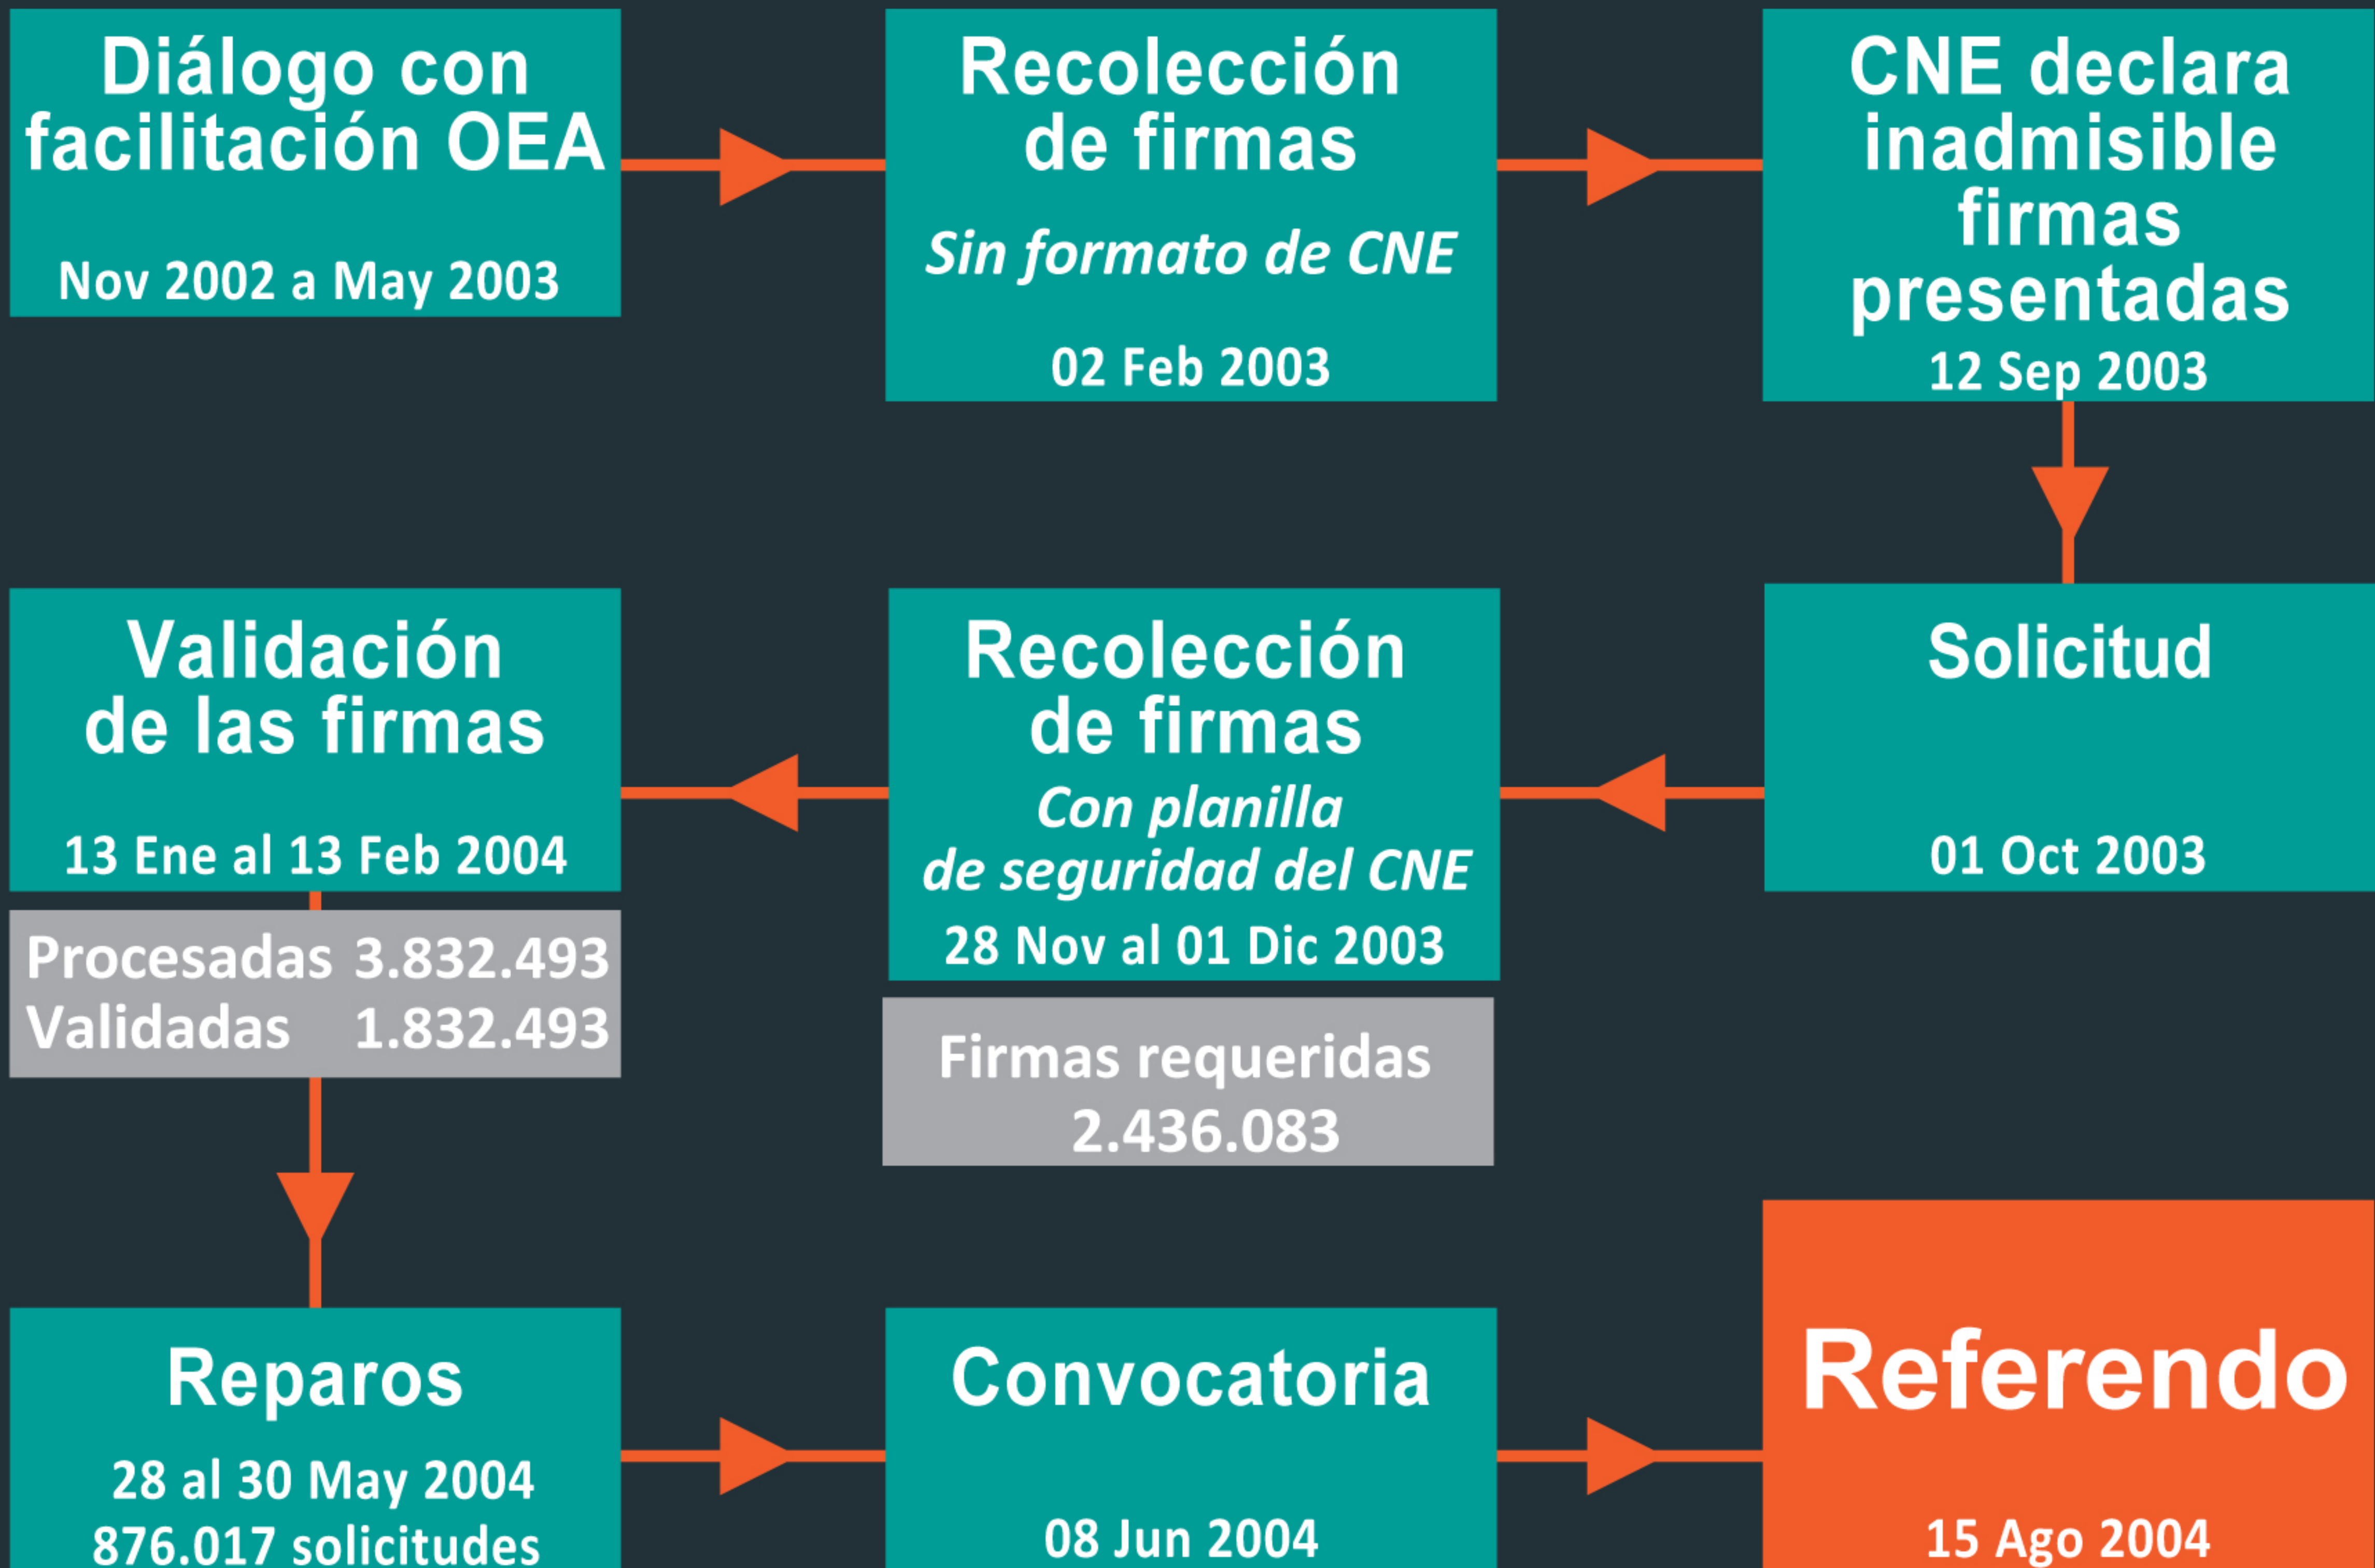 Diálogo con
facilitación OEA
Nov 2002 a May 2003
Recolección
de firmas
Sin formato de CNE
02 Feb 2003
CNE declara
inadmisible
firmas
presentadas
12 Sep 2003
Solicitud
01 Oct 2003
Recolección
de firmas
Con planilla
de seguridad del CNE
28 Nov al 01 Dic 2003
Firmas requeridas
2.436.083
Validación
de las firmas
13 Ene al 13 Feb 2004
Procesadas 3.832.493
Validadas 1.832.493
Reparos
28 al 30 May 2004
876.017 solicitudes
Convocatoria
08 Jun 2004
Referendo
15 Ago 2004